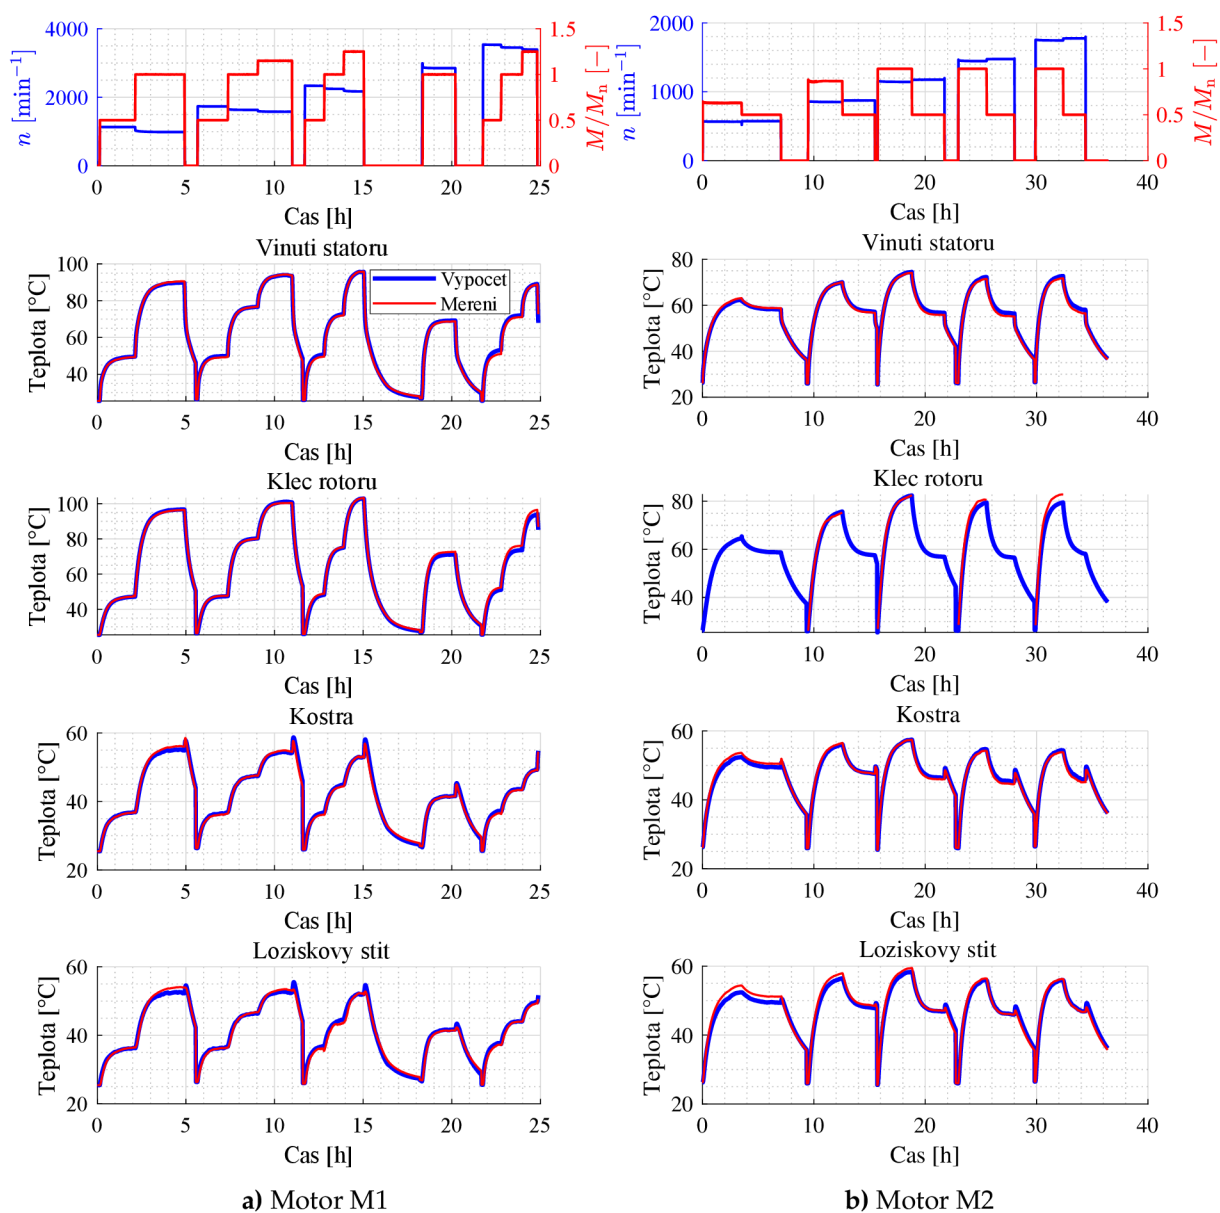 4000
2000
0
n [min⁻¹]
1.5
1
0.5
0
M/Mₙ [−]
0 5 10 15 20 25
Cas [h]
Vinuti statoru
100
80
60
40
Teplota [°C]
Vypocet
Mereni
0 5 10 15 20 25
Cas [h]
Klec rotoru
100
80
60
40
Teplota [°C]
0 5 10 15 20 25
Cas [h]
Kostra
60
40
20
Teplota [°C]
0 5 10 15 20 25
Cas [h]
Loziskovy stit
60
40
20
Teplota [°C]
0 5 10 15 20 25
Cas [h]
a) Motor M1
2000
1000
0
n [min⁻¹]
1.5
1
0.5
0
M/Mₙ [−]
0 10 20 30 40
Cas [h]
Vinuti statoru
80
60
40
20
Teplota [°C]
0 10 20 30 40
Cas [h]
Klec rotoru
80
60
40
Teplota [°C]
0 10 20 30 40
Cas [h]
Kostra
60
40
20
Teplota [°C]
0 10 20 30 40
Cas [h]
Loziskovy stit
60
40
20
Teplota [°C]
0 10 20 30 40
Cas [h]
b) Motor M2